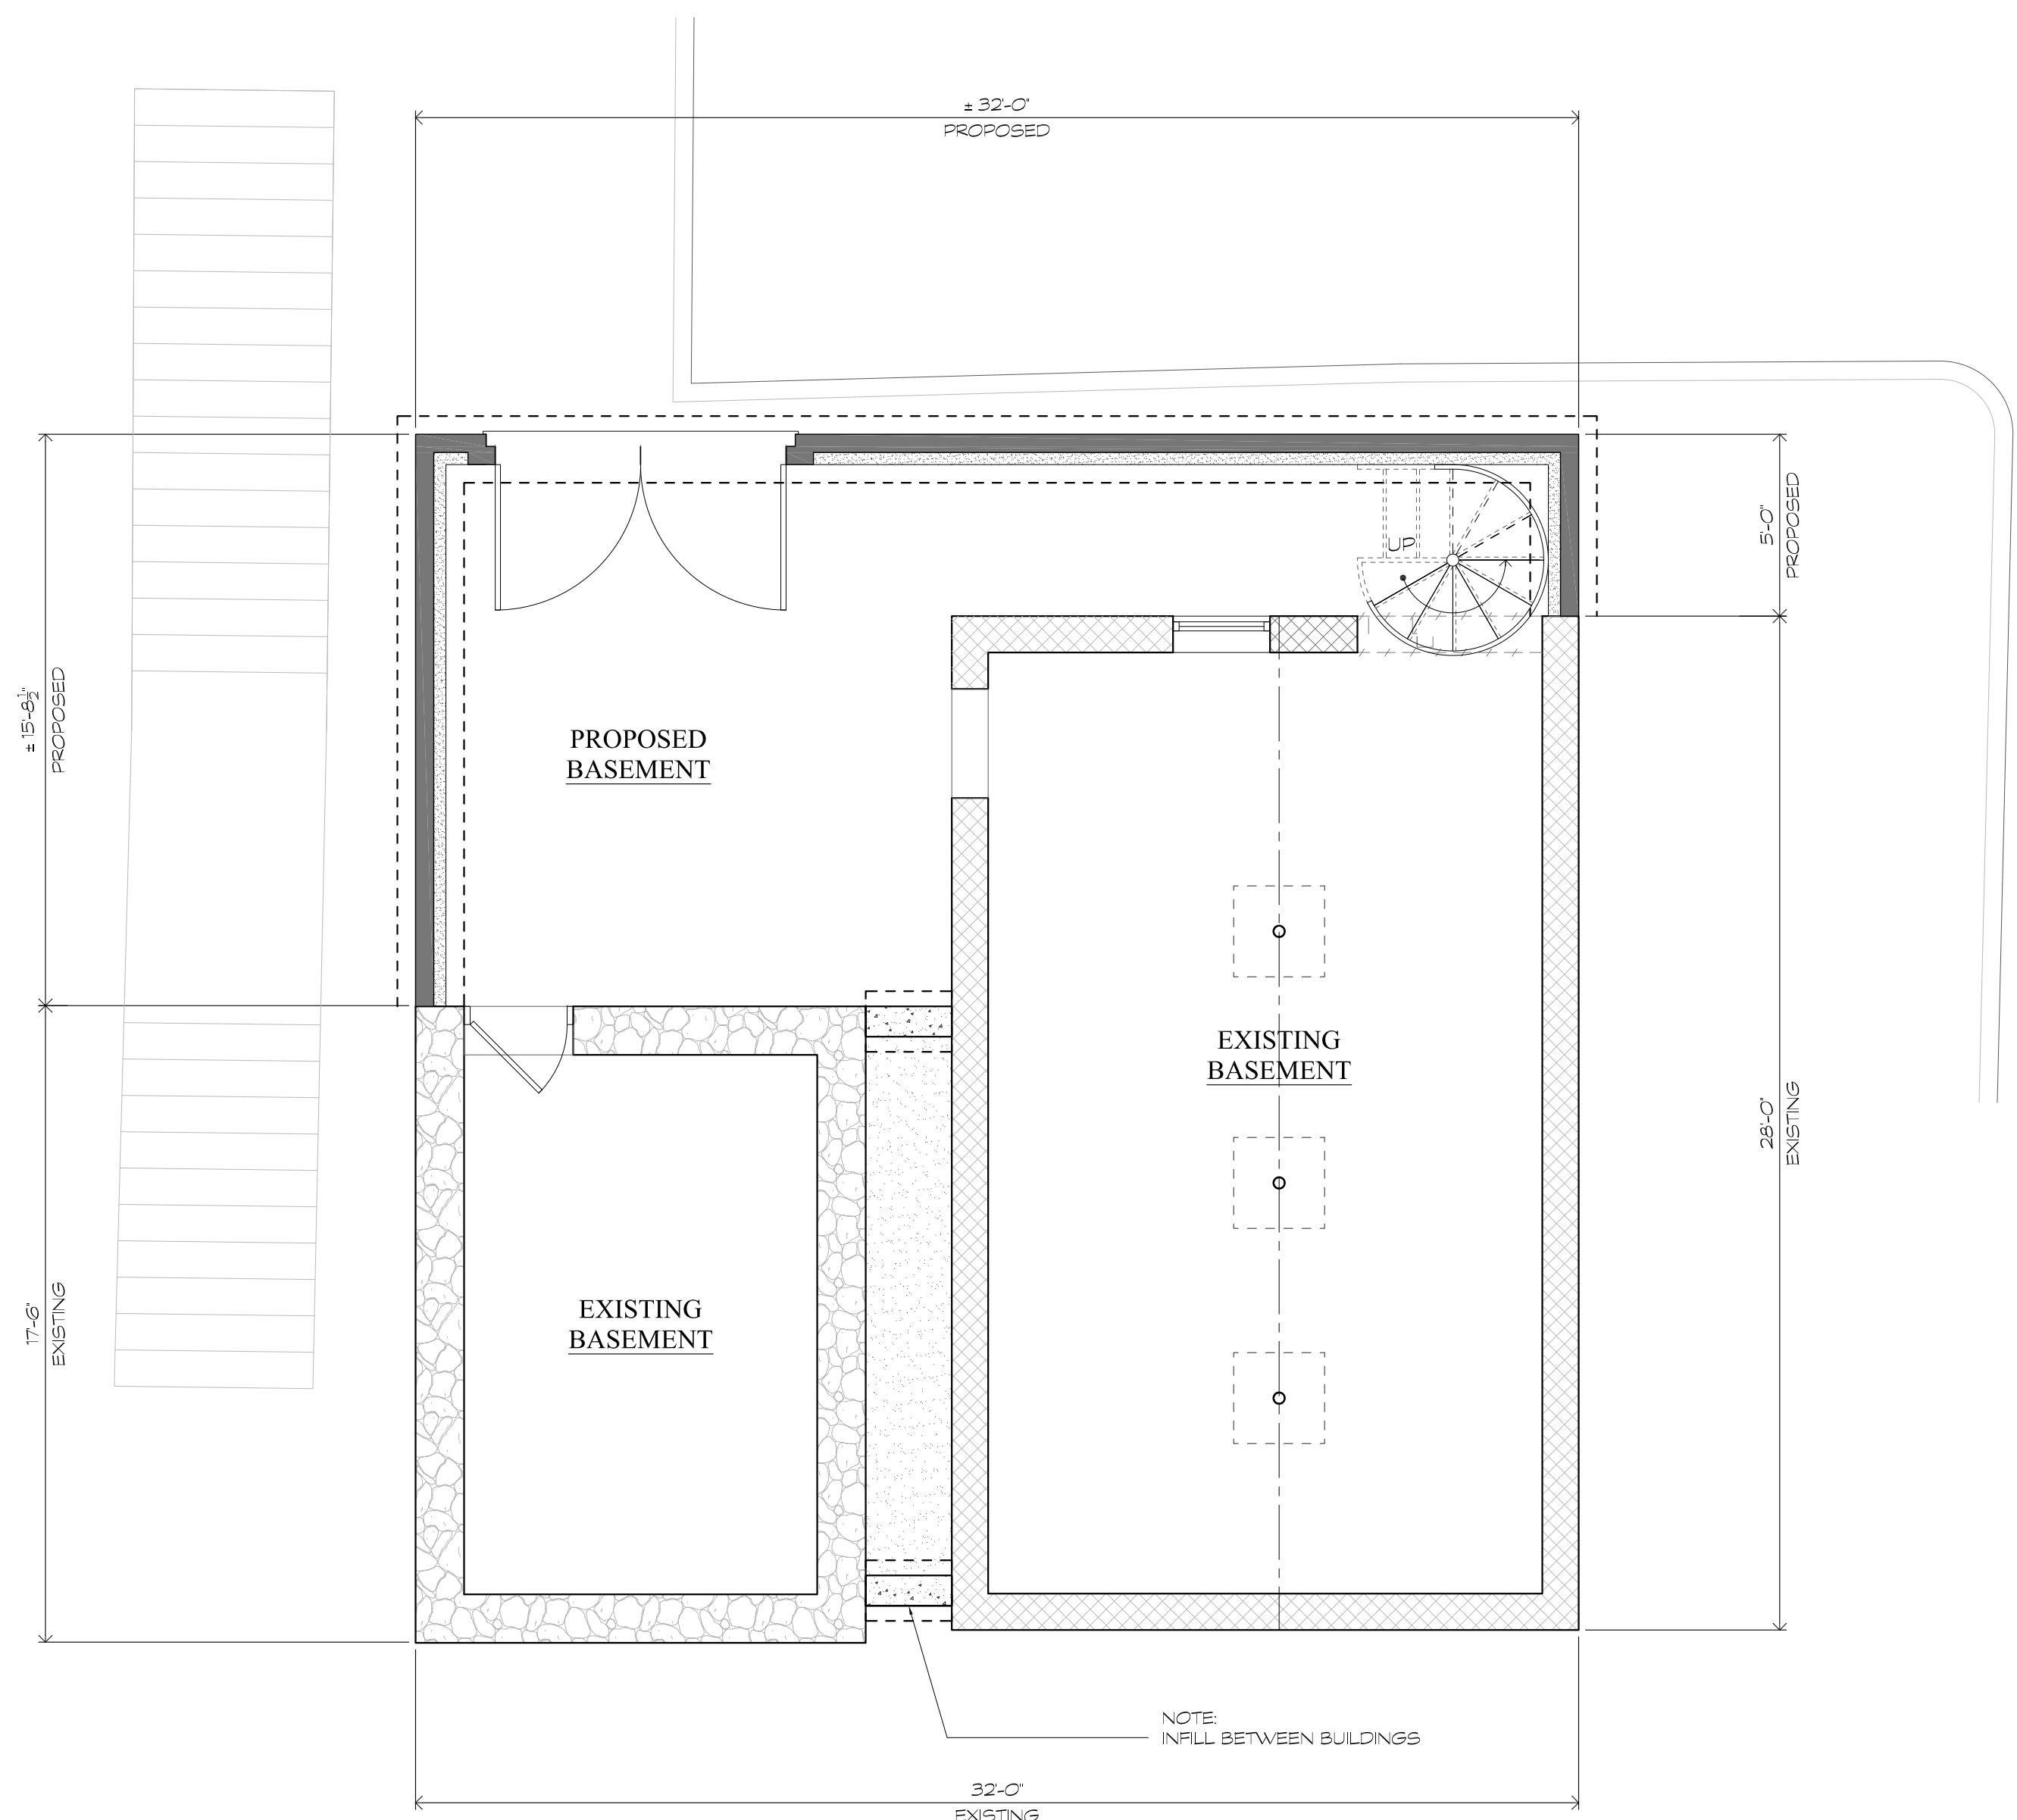 ± 32'-0"
PROPOSED
5'-0"
PROPOSED
UP
± 15'-8½"
PROPOSED
PROPOSED
BASEMENT
EXISTING
BASEMENT
28'-0"
EXISTING
EXISTING
BASEMENT
17'-6"
EXISTING
NOTE:
INFILL BETWEEN BUILDINGS
32'-0"
EXISTING